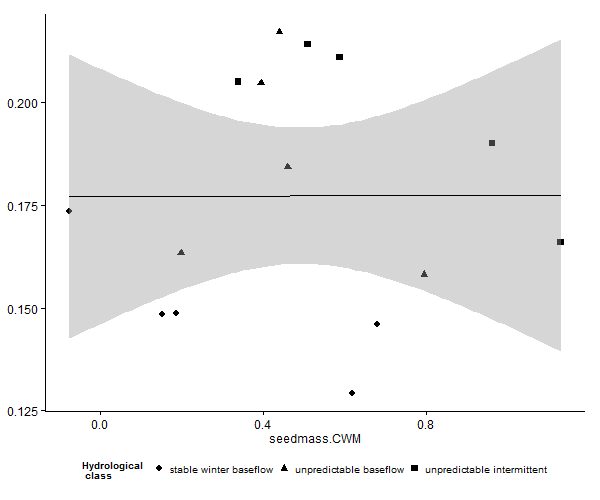 0.200
0.175
0.150
0.125
0.0 0.4 0.8
seedmass.CWM
Hydrological
class
stable winter baseflow unpredictable baseflow unpredictable intermittent